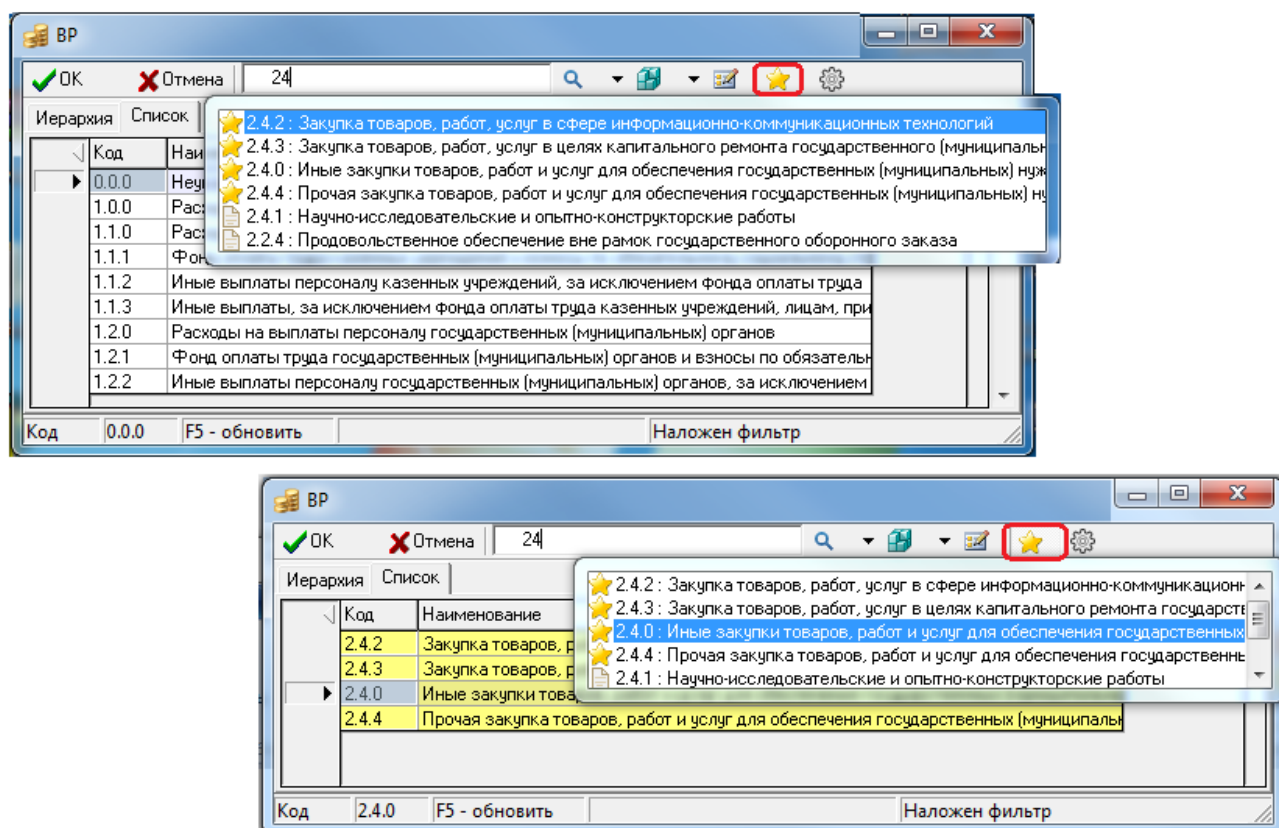 ВР
ОК Отмена 24
Иерархия Список
2.4.2 : Закупка товаров, работ, услуг в сфере информационно-коммуникационных технологий
2.4.3 : Закупка товаров, работ, услуг в целях капитального ремонта государственного (муниципальн
2.4.0 : Иные закупки товаров, работ и услуг для обеспечения государственных (муниципальных) нуж
2.4.4 : Прочая закупка товаров, работ и услуг для обеспечения государственных (муниципальных) ну
2.4.1 : Научно-исследовательские и опытно-конструкторские работы
2.2.4 : Продовольственное обеспечение вне рамок государственного оборонного заказа
Код Наи
0.0.0 Неу
1.0.0 Рас
1.1.0 Рас
1.1.1 Фон
1.1.2 Иные выплаты персоналу казенных учреждений, за исключением фонда оплаты труда
1.1.3 Иные выплаты, за исключением фонда оплаты труда казенных учреждений, лицам, при
1.2.0 Расходы на выплаты персоналу государственных (муниципальных) органов
1.2.1 Фонд оплаты труда государственных (муниципальных) органов и взносы по обязательн
1.2.2 Иные выплаты персоналу государственных (муниципальных) органов, за исключением
Код 0.0.0 F5 - обновить Наложен фильтр
ВР
ОК Отмена 24
Иерархия Список
2.4.2 : Закупка товаров, работ, услуг в сфере информационно-коммуникационн
2.4.3 : Закупка товаров, работ, услуг в целях капитального ремонта государств
2.4.0 : Иные закупки товаров, работ и услуг для обеспечения государственных
2.4.4 : Прочая закупка товаров, работ и услуг для обеспечения государственнь
2.4.1 : Научно-исследовательские и опытно-конструкторские работы
Код Наименование
2.4.2 Закупка товаров, р
2.4.3 Закупка товаров, р
2.4.0 Иные закупки това
2.4.4 Прочая закупка товаров, работ и услуг для обеспечения государственных (муниципальн
Код 2.4.0 F5 - обновить Наложен фильтр